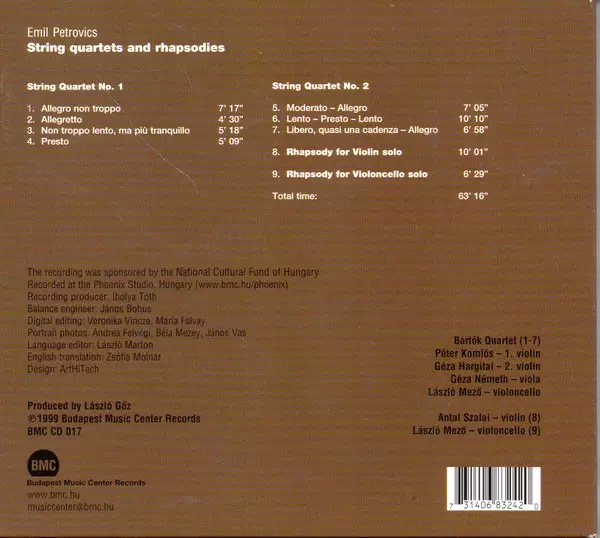 Emil Petrovics
String quartets and rhapsodies
String Quartet No. 1
1. Allegro non troppo 7' 17"
2. Allegretto 4' 30"
3. Non troppo lento, ma più tranquillo 5' 18"
4. Presto 5' 09"
String Quartet No. 2
5. Moderato – Allegro 7' 05"
6. Lento – Presto – Lento 10' 10"
7. Libero, quasi una cadenza – Allegro 6' 58"
8. Rhapsody for Violin solo 10' 01"
9. Rhapsody for Violoncello solo 6' 29"
Total time: 63' 16"
The recording was sponsored by the National Cultural Fund of Hungary
Recorded at the Phoenix Studio, Hungary (www.bmc.hu/phoenix)
Recording producer: Ibolya Tóth
Balance engineer: János Bohus
Digital editing: Veronika Vincze, Mária Falvay
Portrait photos: Andrea Felvégi, Béla Mezey, János Vas
Language editor: László Marton
English translation: Zsófia Molnár
Design: ArtHiTech
Produced by László Gőz
℗1999 Budapest Music Center Records
BMC CD 017
Bartók Quartet (1-7)
Péter Komlós - 1. violin
Géza Hargitai - 2. violin
Géza Németh - viola
László Mező - violoncello
Antal Szalai - violin (8)
László Mező - violoncello (9)
BMC
Budapest Music Center Records
www.bmc.hu
musiccenter@bmc.hu
7 31406 83242 0